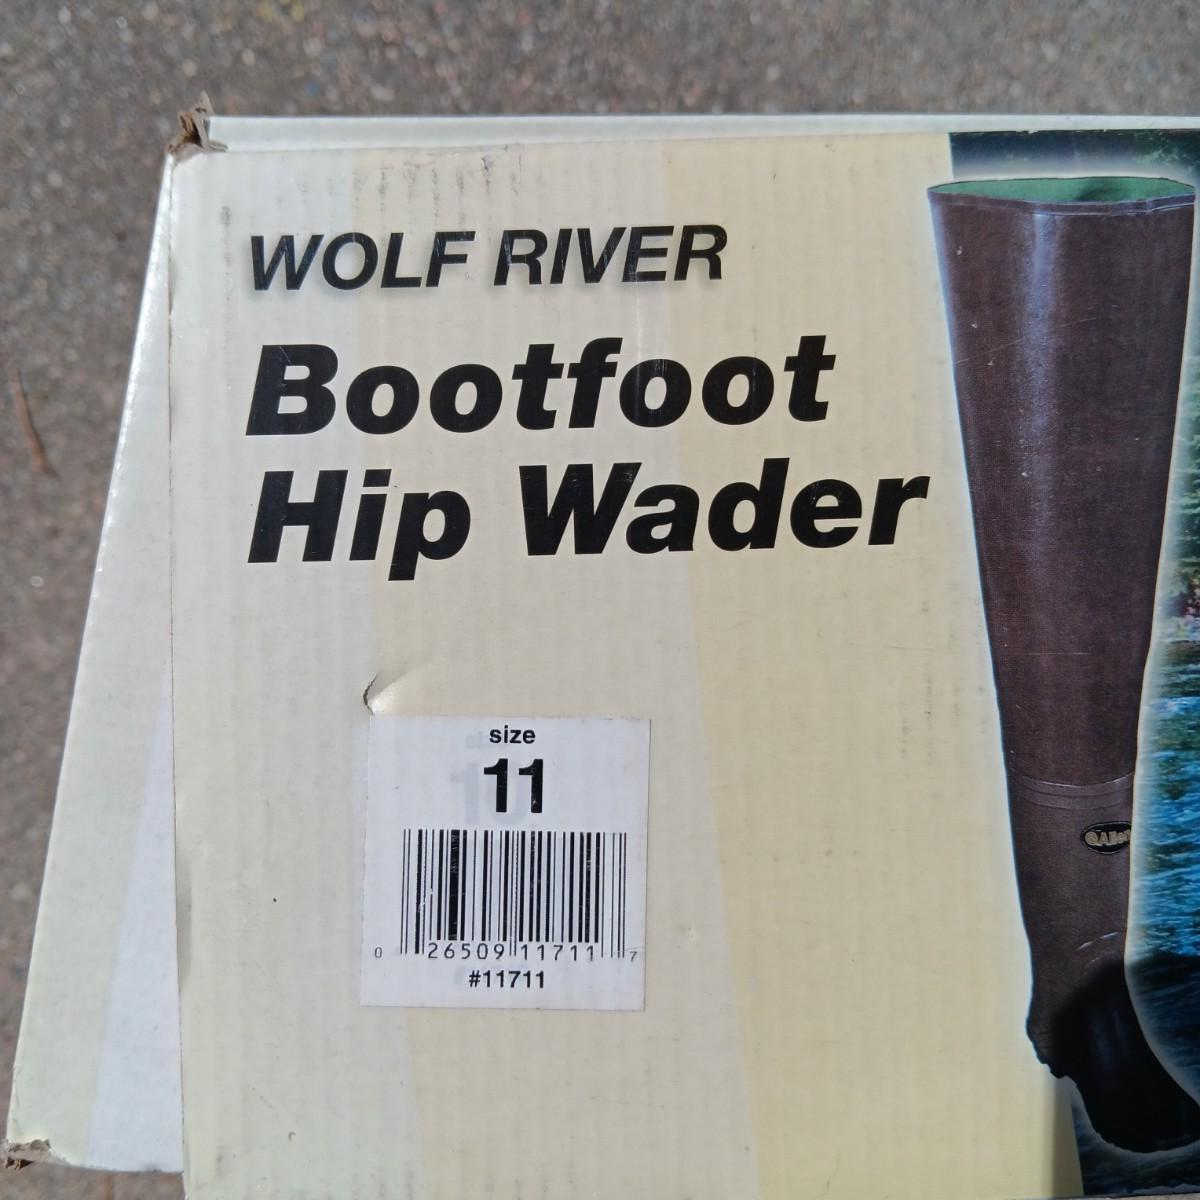 WOLF RIVER
Bootfoot
Hip Wader
size
11
0 26509 11711 7
#11711